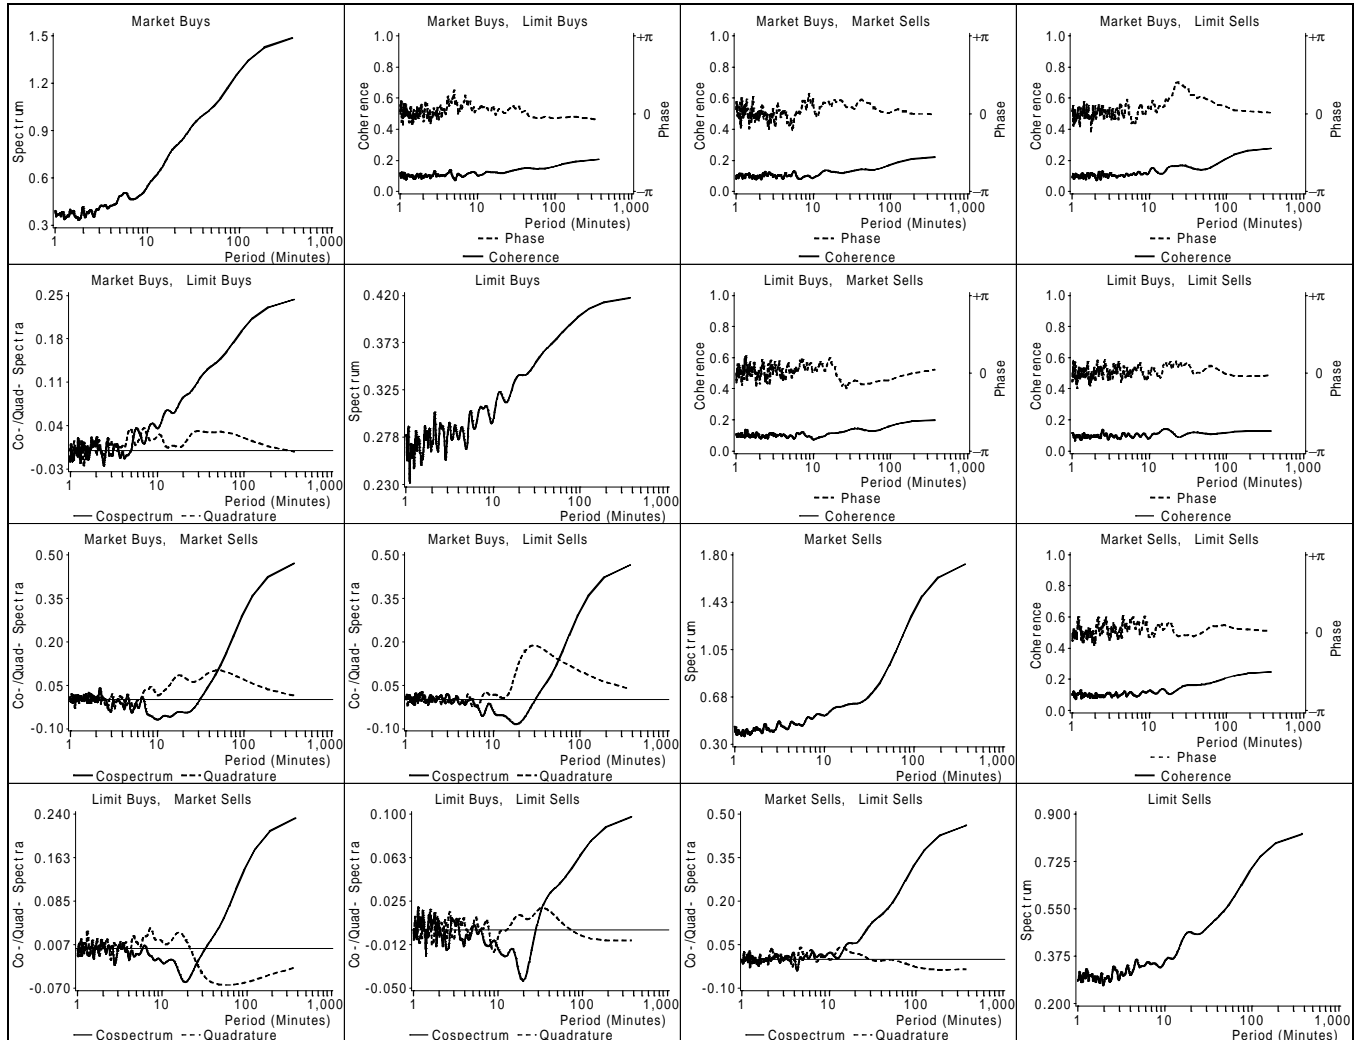 Market Buys
1.5
1.2
0.9
0.6
0.3
Spectrum
1 10 100 1,000
Period (Minutes)
Market Buys, Limit Buys
1.0
0.8
0.6
0.4
0.2
0.0
Coherence
+π
0
−π
Phase
1 10 100 1,000
Period (Minutes)
Phase
Coherence
Market Buys, Market Sells
1.0
0.8
0.6
0.4
0.2
0.0
Coherence
+π
0
−π
Phase
1 10 100 1,000
Period (Minutes)
Phase
Coherence
Market Buys, Limit Sells
1.0
0.8
0.6
0.4
0.2
0.0
Coherence
+π
0
−π
Phase
1 10 100 1,000
Period (Minutes)
Phase
Coherence
Market Buys, Limit Buys
0.25
0.18
0.11
0.04
-0.03
Co-/Quad- Spectra
1 10 100 1,000
Period (Minutes)
Cospectrum Quadrature
Limit Buys
0.420
0.373
0.325
0.278
0.230
Spectrum
1 10 100 1,000
Period (Minutes)
Limit Buys, Market Sells
1.0
0.8
0.6
0.4
0.2
0.0
Coherence
+π
0
−π
Phase
1 10 100 1,000
Period (Minutes)
Phase
Coherence
Limit Buys, Limit Sells
1.0
0.8
0.6
0.4
0.2
0.0
Coherence
+π
0
−π
Phase
1 10 100 1,000
Period (Minutes)
Phase
Coherence
Market Buys, Market Sells
0.50
0.35
0.20
0.05
-0.10
Co-/Quad- Spectra
1 10 100 1,000
Period (Minutes)
Cospectrum Quadrature
Market Buys, Limit Sells
0.50
0.35
0.20
0.05
-0.10
Co-/Quad- Spectra
1 10 100 1,000
Period (Minutes)
Cospectrum Quadrature
Market Sells
1.80
1.43
1.05
0.68
0.30
Spectrum
1 10 100 1,000
Period (Minutes)
Market Sells, Limit Sells
1.0
0.8
0.6
0.4
0.2
0.0
Coherence
+π
0
−π
Phase
1 10 100 1,000
Period (Minutes)
Phase
Coherence
Limit Buys, Market Sells
0.240
0.163
0.085
0.007
-0.070
Co-/Quad- Spectra
1 10 100 1,000
Period (Minutes)
Cospectrum Quadrature
Limit Buys, Limit Sells
0.100
0.063
0.025
-0.012
-0.050
Co-/Quad- Spectra
1 10 100 1,000
Period (Minutes)
Cospectrum Quadrature
Market Sells, Limit Sells
0.50
0.35
0.20
0.05
-0.10
Co-/Quad- Spectra
1 10 100 1,000
Period (Minutes)
Cospectrum Quadrature
Limit Sells
0.900
0.725
0.550
0.375
0.200
Spectrum
1 10 100 1,000
Period (Minutes)